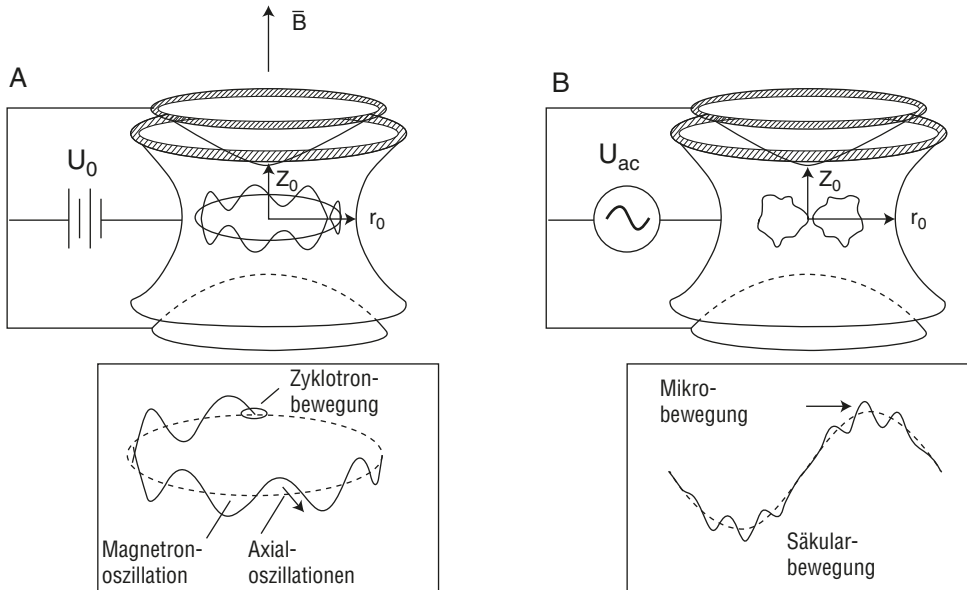 B̅
A
U0
Z0
r0
Zyklotron-
bewegung
Magnetron-
oszillation
Axial-
oszillationen
B
Uac
Z0
r0
Mikro-
bewegung
Säkular-
bewegung